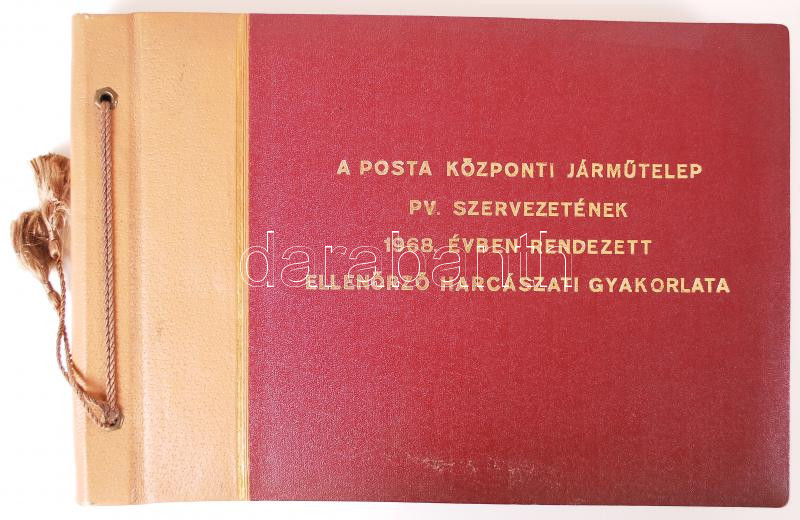 A POSTA KÖZPONTI JÁRMŰTELEP
PV. SZERVEZETÉNEK
1968. ÉVBEN RENDEZETT
darabanth
ELLENŐRZŐ HARCÁSZATI GYAKORLATA